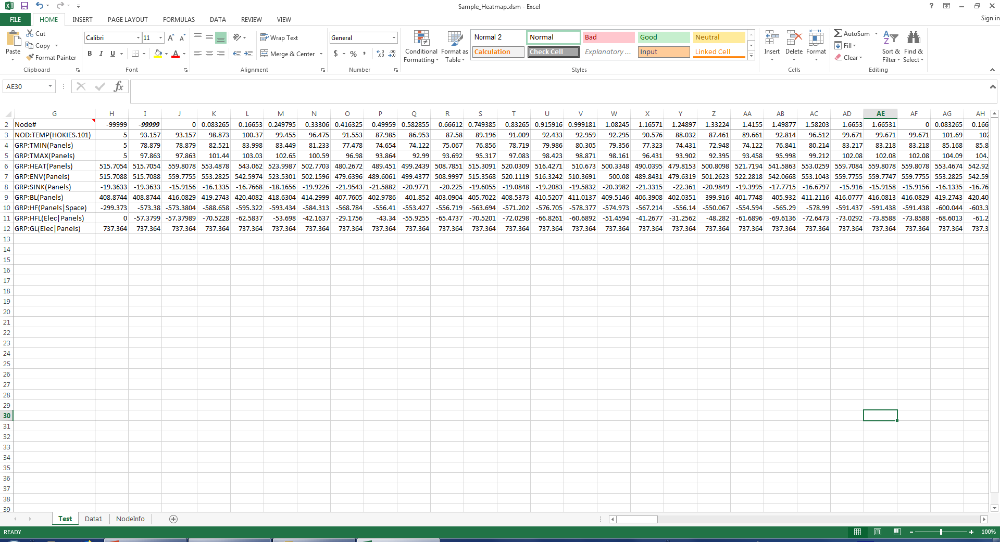 Sample_Heatmap.xlsm - Excel
?
FILE HOME INSERT PAGE LAYOUT FORMULAS DATA REVIEW VIEW Sign in
Paste
Cut
Copy
Format Painter
Clipboard
Calibri 11
B I U
Font
Wrap Text
Merge & Center
Alignment
General
$ % ,
Number
Conditional Formatting
Format as Table
Normal 2 Normal Bad Good Neutral
Calculation Check Cell Explanatory ... Input Linked Cell
Styles
Insert Delete Format
Cells
AutoSum
Fill
Clear
Sort & Filter
Find & Select
Editing
AE30 fx
G H I J K L M N O P Q R S T U V W X Y Z AA AB AC AD AE AF AG AH
2 Node# -99999 -99999 0 0.083265 0.16653 0.249795 0.33306 0.416325 0.49959 0.582855 0.66612 0.749385 0.83265 0.915916 0.999181 1.08245 1.16571 1.24897 1.33224 1.4155 1.49877 1.58203 1.6653 1.66531 0 0.083265 0.166
3 NOD:TEMP(HOKIES.101) 5 93.157 93.157 98.873 100.37 99.455 96.475 91.553 87.985 86.953 87.58 89.196 91.009 92.433 92.959 92.295 90.576 88.032 87.461 89.661 92.814 96.512 99.671 99.671 99.671 101.69 102
4 GRP:TMIN(Panels) 5 78.879 78.879 82.521 83.998 83.449 81.233 77.478 74.654 74.122 75.067 76.856 78.719 79.986 80.305 79.356 77.323 74.431 72.948 74.122 76.841 80.214 83.217 83.218 83.218 85.168 85.8
5 GRP:TMAX(Panels) 5 97.863 97.863 101.44 103.03 102.65 100.59 96.98 93.864 92.99 93.692 95.317 97.083 98.423 98.871 98.161 96.431 93.902 92.395 93.458 95.998 99.212 102.08 102.08 102.08 104.09 104.
6 GRP:HEAT(Panels) 515.7054 515.7054 559.8078 553.4878 543.062 523.9987 502.7703 480.2672 489.451 499.2439 508.7851 515.3091 520.0309 516.4271 510.673 500.3348 490.0395 479.8153 500.8098 521.7194 541.5863 553.0259 559.7084 559.8078 559.8078 553.4674 542.92
7 GRP:ENV(Panels) 515.7088 515.7088 559.7755 553.2825 542.5974 523.5301 502.1596 479.6396 489.6061 499.4377 508.9997 515.3568 520.1119 516.3242 510.3691 500.08 489.8431 479.6319 501.2623 522.2818 542.0668 553.1043 559.7755 559.7747 559.7755 553.2825 542.59
8 GRP:SINK(Panels) -19.3633 -19.3633 -15.9156 -16.1335 -16.7668 -18.1656 -19.9226 -21.9543 -21.5882 -20.9771 -20.225 -19.6055 -19.0848 -19.2083 -19.5832 -20.3982 -21.3315 -22.361 -20.9849 -19.3995 -17.7715 -16.6797 -15.916 -15.9158 -15.9156 -16.1335 -16.76
9 GRP:BL(Panels) 408.8744 408.8744 416.0829 419.2743 420.4082 418.6304 414.2999 407.7605 402.9786 401.852 403.0904 405.7022 408.5373 410.5207 411.0137 409.5146 406.3908 402.0351 399.916 401.7748 405.932 411.2116 416.0777 416.0813 416.0829 419.2743 420.40
10 GRP:HF(Panels|Space) -299.373 -573.38 -573.3804 -588.658 -595.322 -593.434 -584.313 -568.784 -556.41 -553.427 -556.719 -563.694 -571.202 -576.705 -578.377 -574.973 -567.214 -556.14 -550.067 -554.594 -565.29 -578.99 -591.437 -591.438 -591.438 -600.044 -603.3
11 GRP:HFL(Elec|Panels) 0 -57.3799 -57.37989 -70.5228 -62.5837 -53.698 -42.1637 -29.1756 -43.34 -55.9255 -65.4737 -70.5201 -72.0298 -66.8261 -60.6892 -51.4594 -41.2677 -31.2562 -48.282 -61.6896 -69.6136 -72.6473 -73.0292 -73.8588 -73.8588 -68.6013 -61.2
12 GRP:GL(Elec|Panels) 737.364 737.364 737.364 737.364 737.364 737.364 737.364 737.364 737.364 737.364 737.364 737.364 737.364 737.364 737.364 737.364 737.364 737.364 737.364 737.364 737.364 737.364 737.364 737.364 737.364 737.364 737.3
13
14
15
16
17
18
19
20
21
22
23
24
25
26
27
28
29
30
31
32
33
34
35
36
37
38
39
Test Data1 NodeInfo
READY 100%